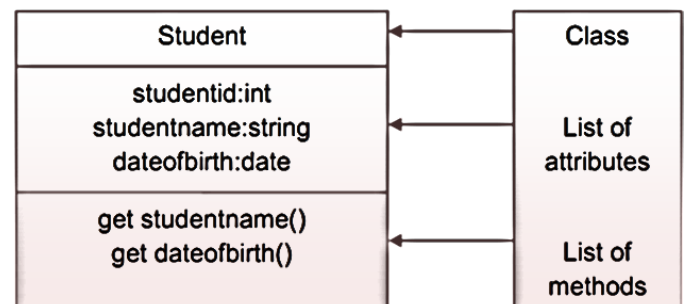 Student
studentid:int
studentname:string
dateofbirth:date
get studentname()
get dateofbirth()
Class
List of
attributes
List of
methods